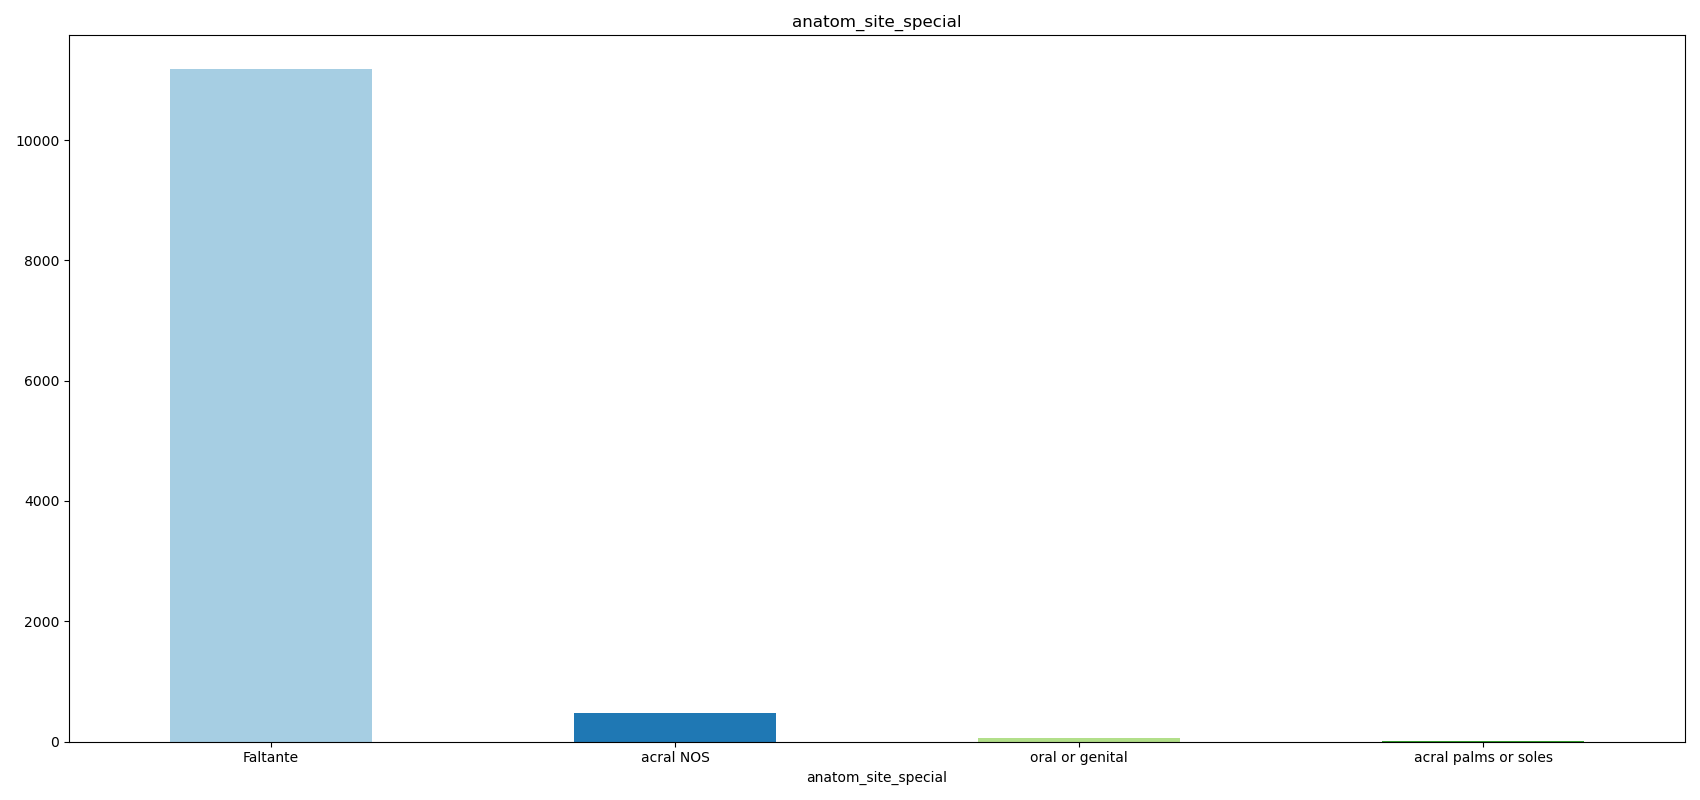 anatom_site_special
10000
8000
6000
4000
2000
0
Faltante acral NOS oral or genital acral palms or soles
anatom_site_special